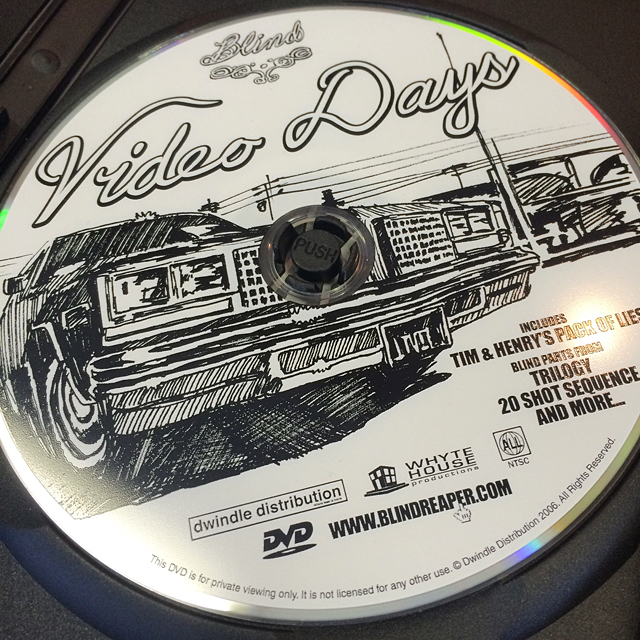 Blind
Video Days
PUSH
INCLUDES
TIM & HENRY'S PACK OF LIES
BLIND PARTS FROM
TRILOGY
20 SHOT SEQUENCE
AND MORE...
ALL
NTSC
WHYTE
HOUSE
productions
dwindle distribution
DVD WWW.BLINDREAPER.COM
This DVD is for private viewing only. It is not licensed for any other use. © Dwindle Distribution 2006. All Rights Reserved.